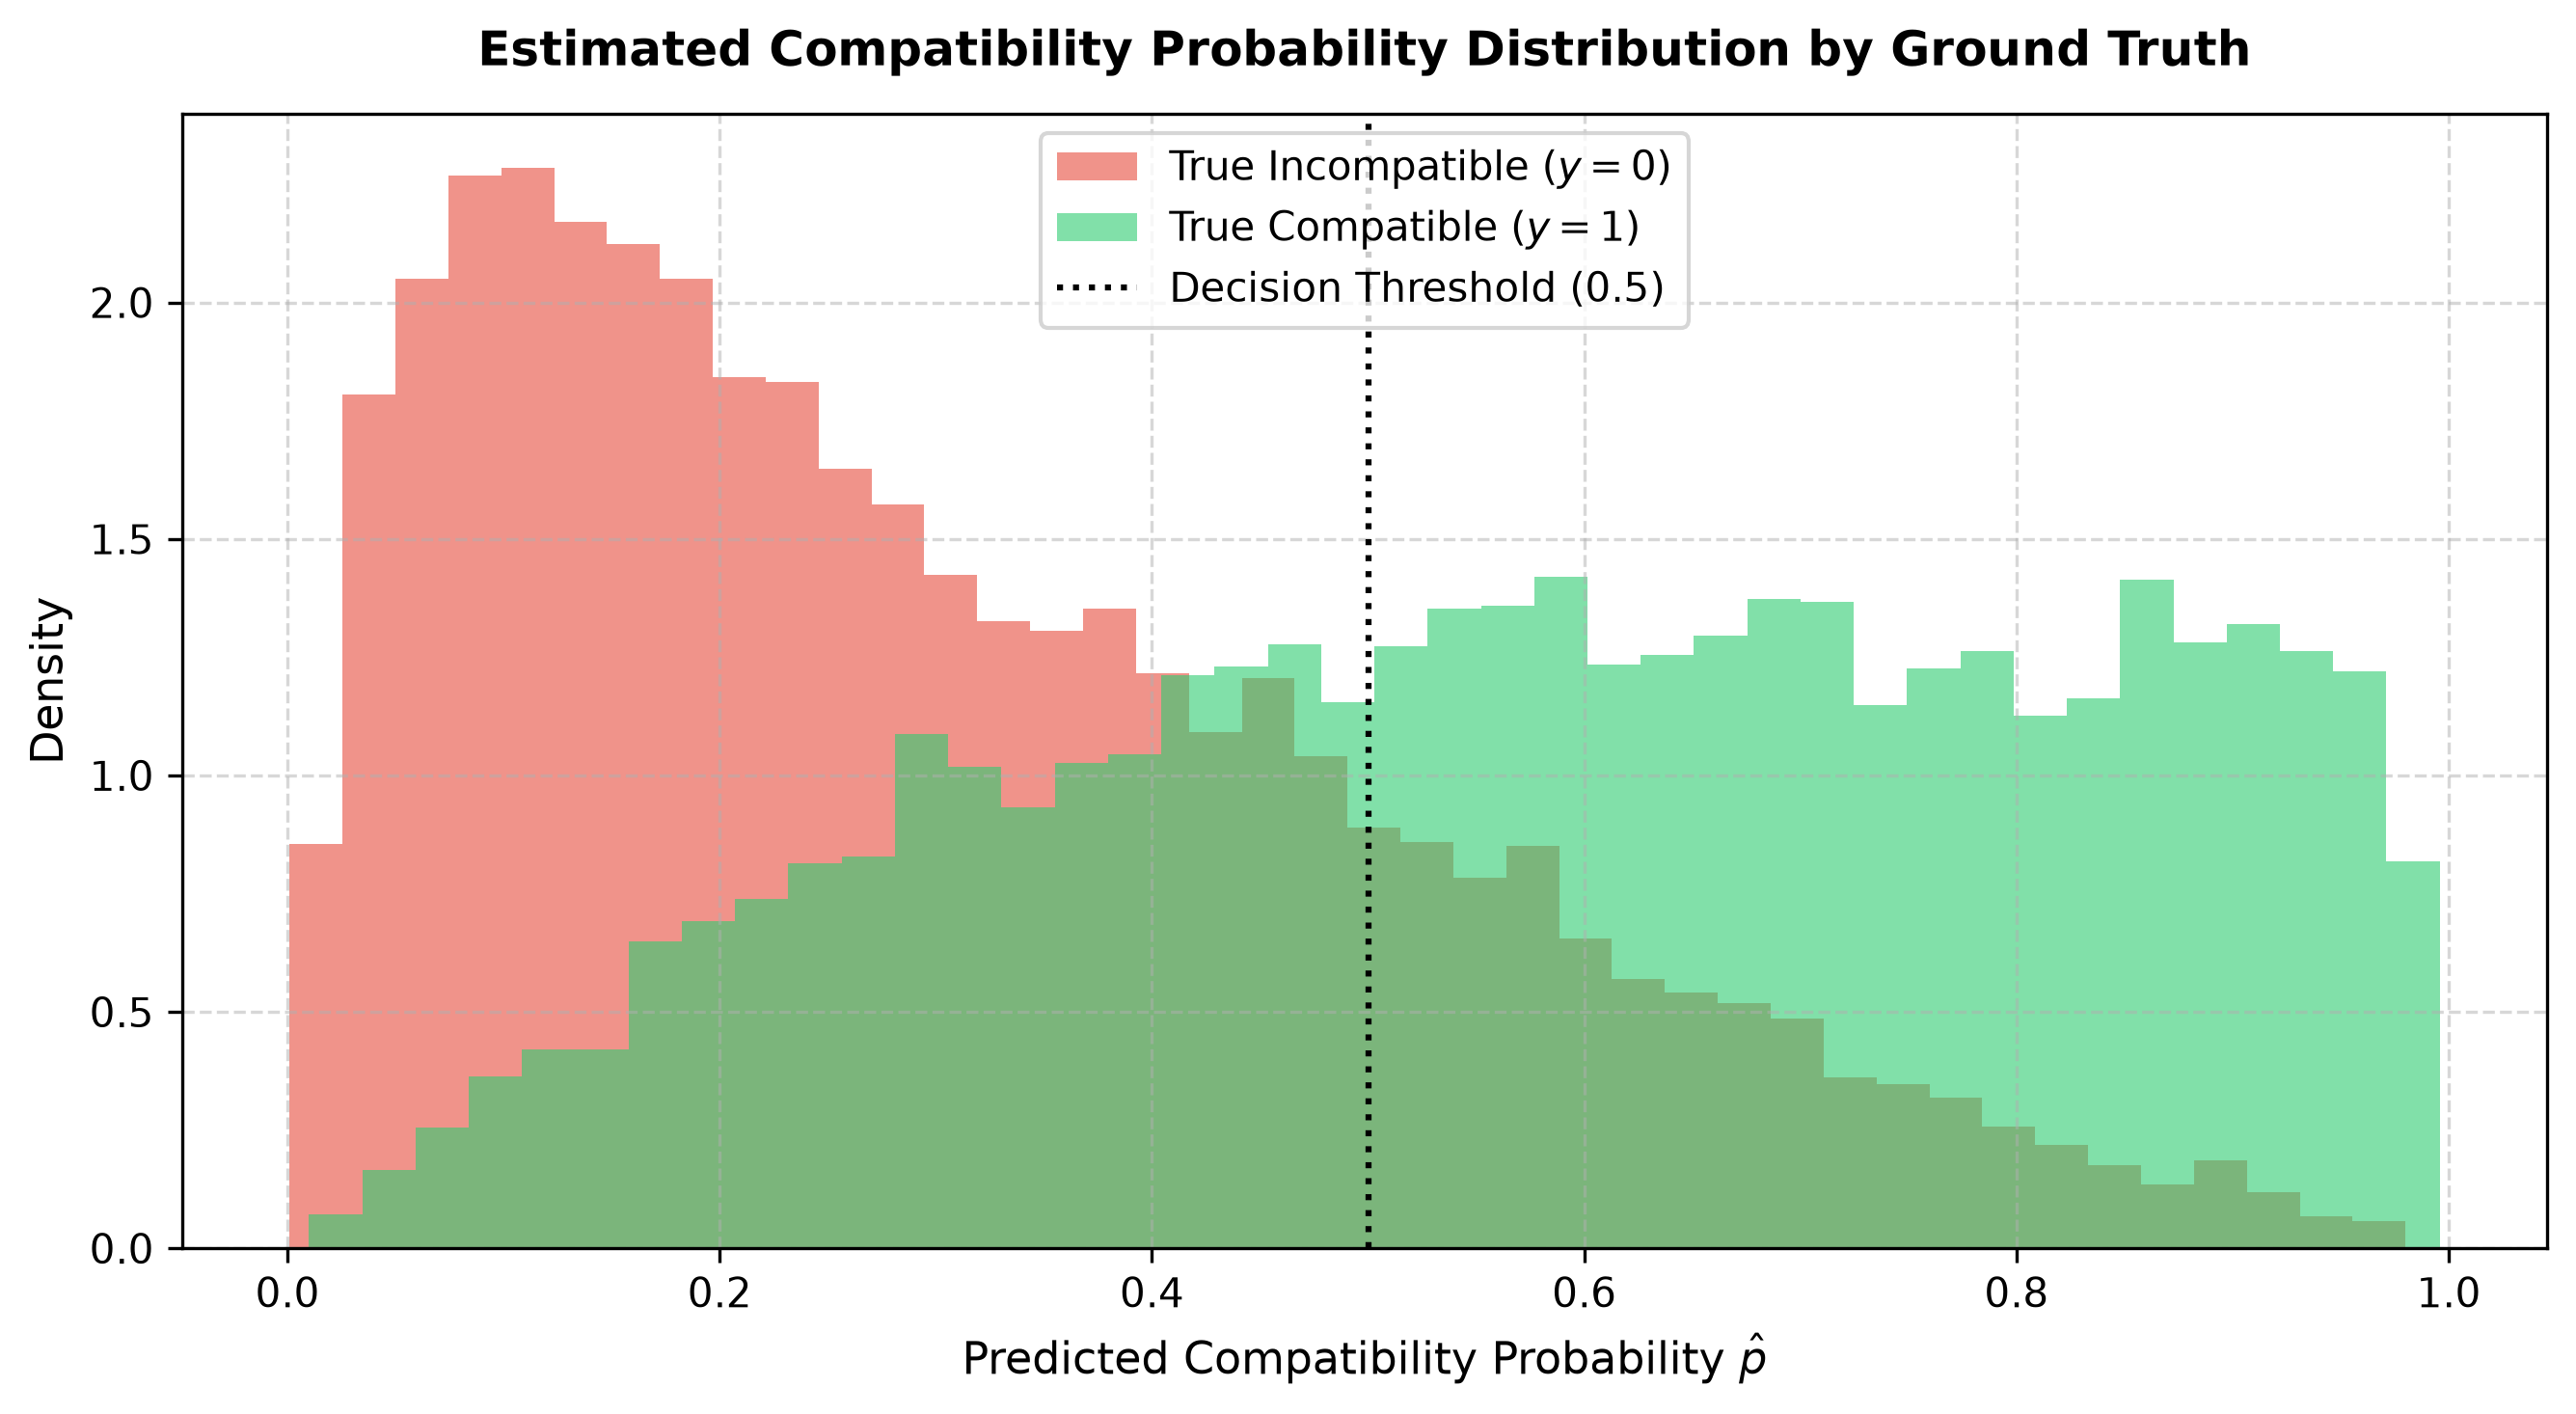 Estimated Compatibility Probability Distribution by Ground Truth
True Incompatible (y = 0)
True Compatible (y = 1)
Decision Threshold (0.5)
Density
2.0
1.5
1.0
0.5
0.0
0.0 0.2 0.4 0.6 0.8 1.0
Predicted Compatibility Probability p̂